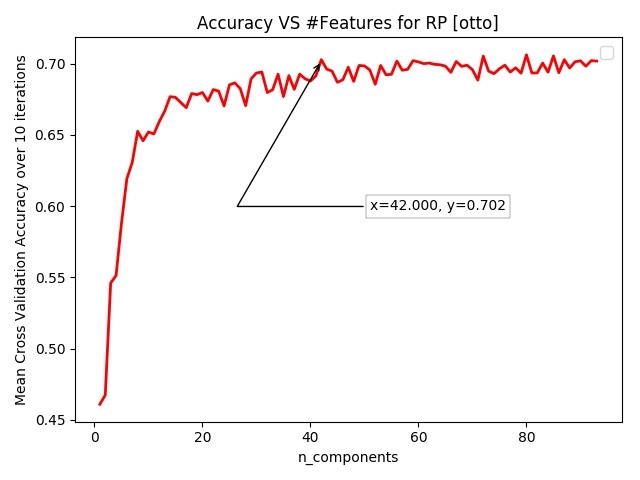 Accuracy VS #Features for RP [otto]
Mean Cross Validation Accuracy over 10 iterations
0.70
0.65
0.60
0.55
0.50
0.45
x=42.000, y=0.702
0
20
40
60
80
n_components